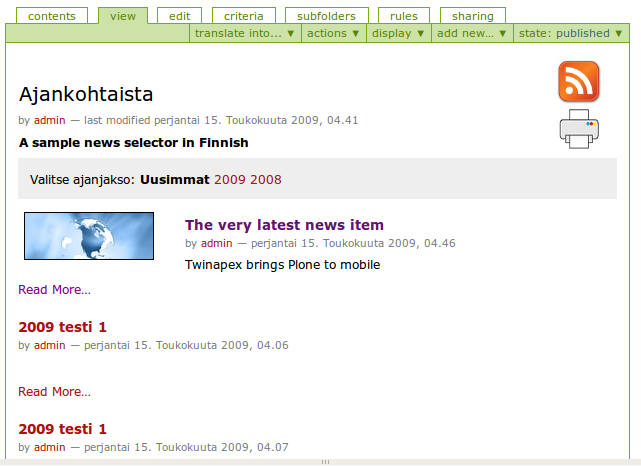 contents view edit criteria subfolders rules sharing
translate into... ▼ actions ▼ display ▼ add new... ▼ state: published ▼
Ajankohtaista
by admin — last modified perjantai 15. Toukokuuta 2009, 04.41
A sample news selector in Finnish
Valitse ajanjakso: Uusimmat 2009 2008
The very latest news item
by admin — perjantai 15. Toukokuuta 2009, 04.46
Twinapex brings Plone to mobile
Read More...
2009 testi 1
by admin — perjantai 15. Toukokuuta 2009, 04.06
Read More...
2009 testi 1
by admin — perjantai 15. Toukokuuta 2009, 04.07